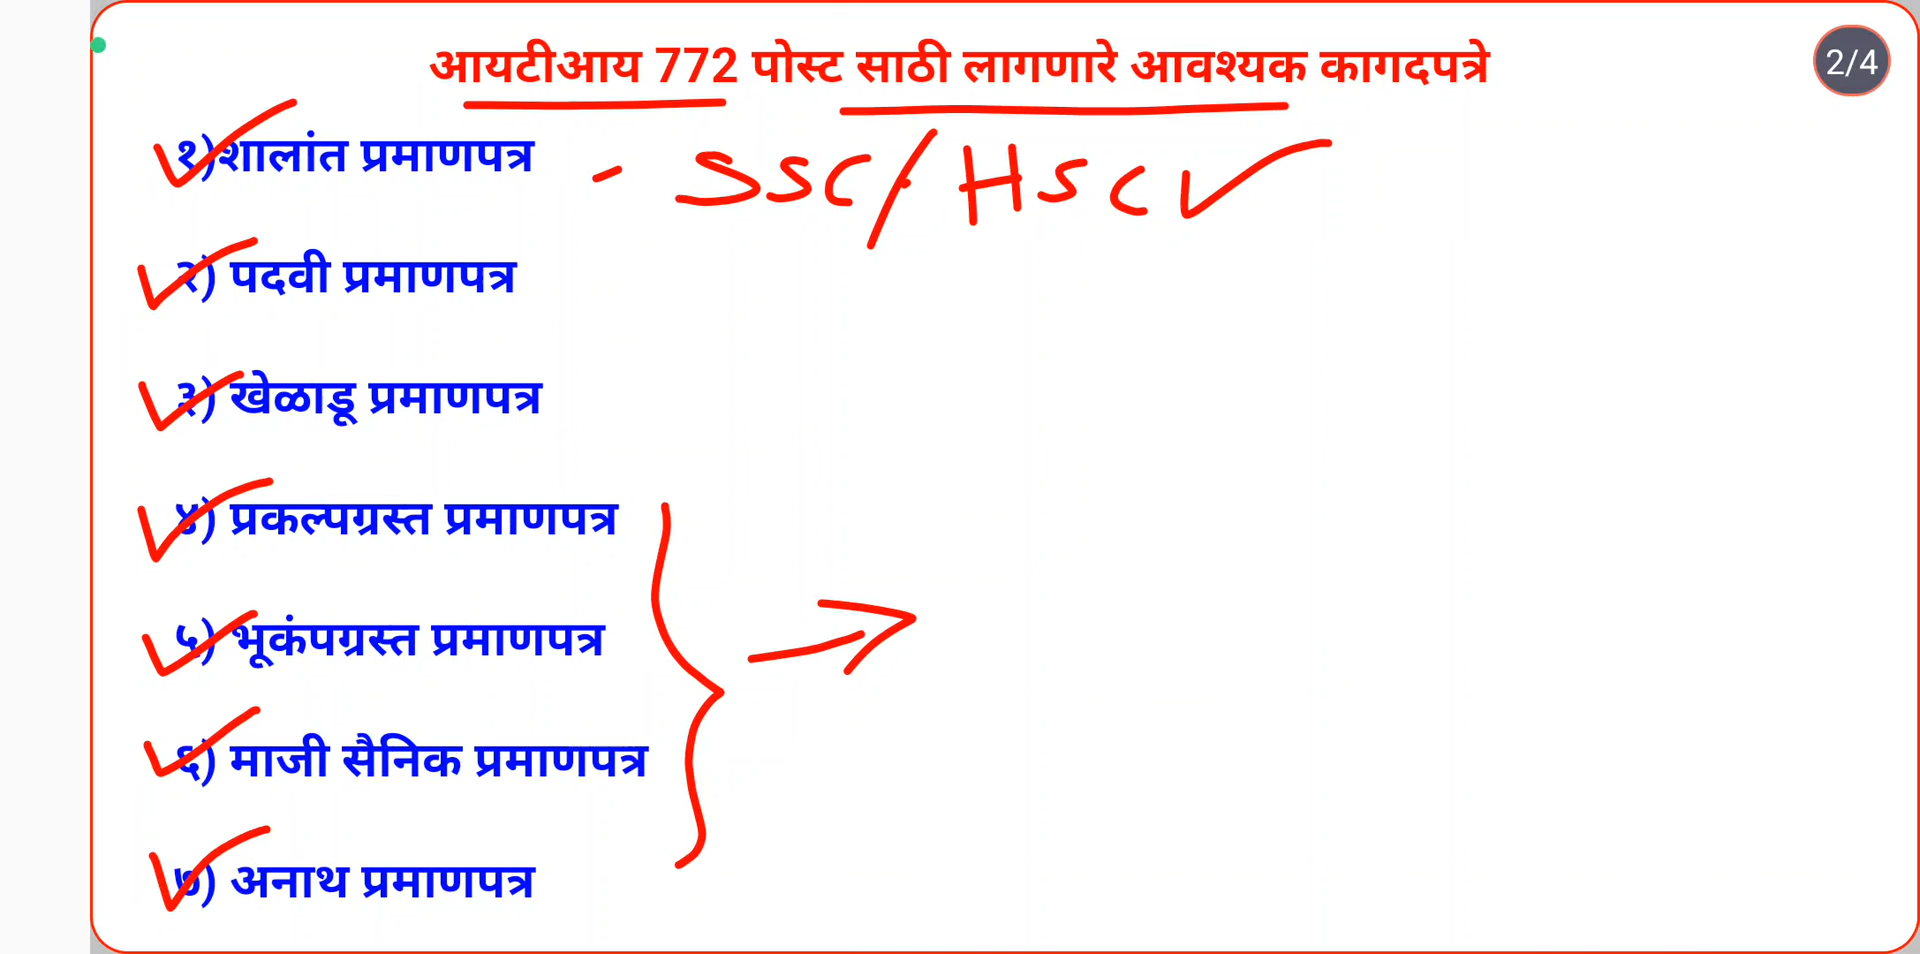 आयटीआय 772 पोस्ट साठी लागणारे आवश्यक कागदपत्रे
2/4
१)शालांत प्रमाणपत्र - SSC/HSC
२) पदवी प्रमाणपत्र
३) खेळाडू प्रमाणपत्र
४) प्रकल्पग्रस्त प्रमाणपत्र
५) भूकंपग्रस्त प्रमाणपत्र
६) माजी सैनिक प्रमाणपत्र
७) अनाथ प्रमाणपत्र